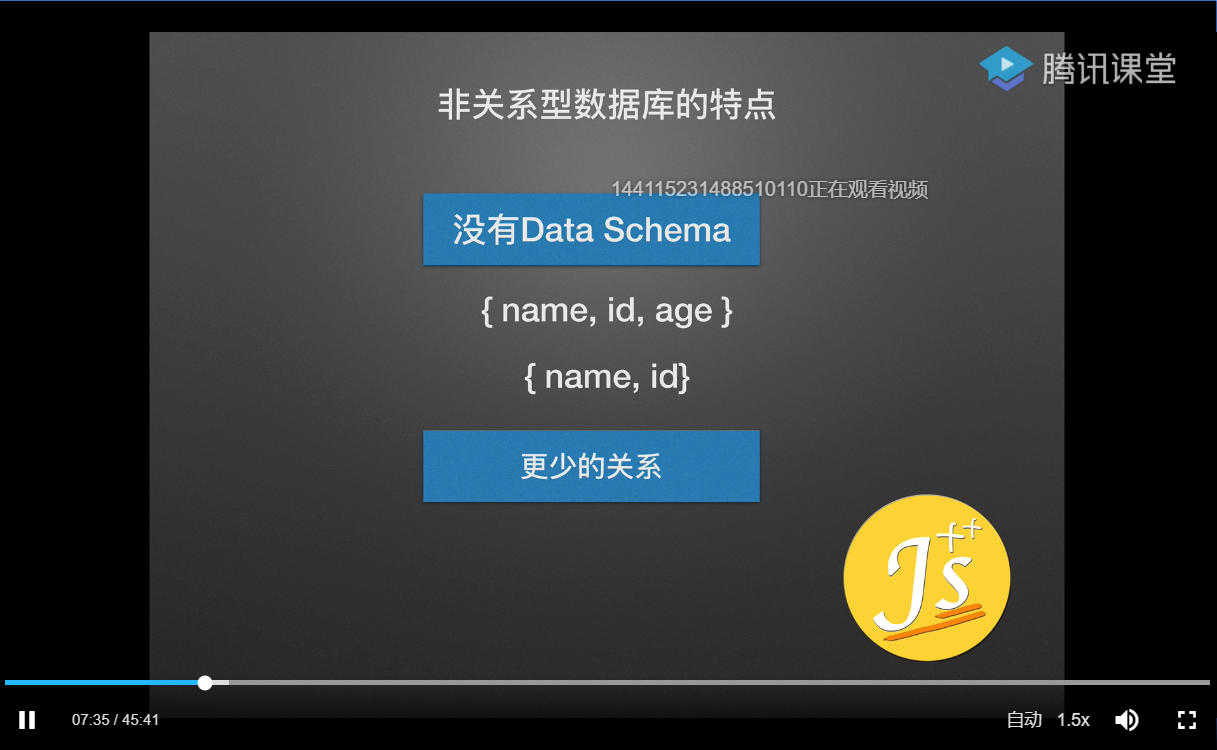 腾讯课堂
非关系型数据库的特点
144115231488510110正在观看视频
没有Data Schema
{ name, id, age }
{ name, id}
更少的关系
Js++
07:35 / 45:41
自动 1.5x